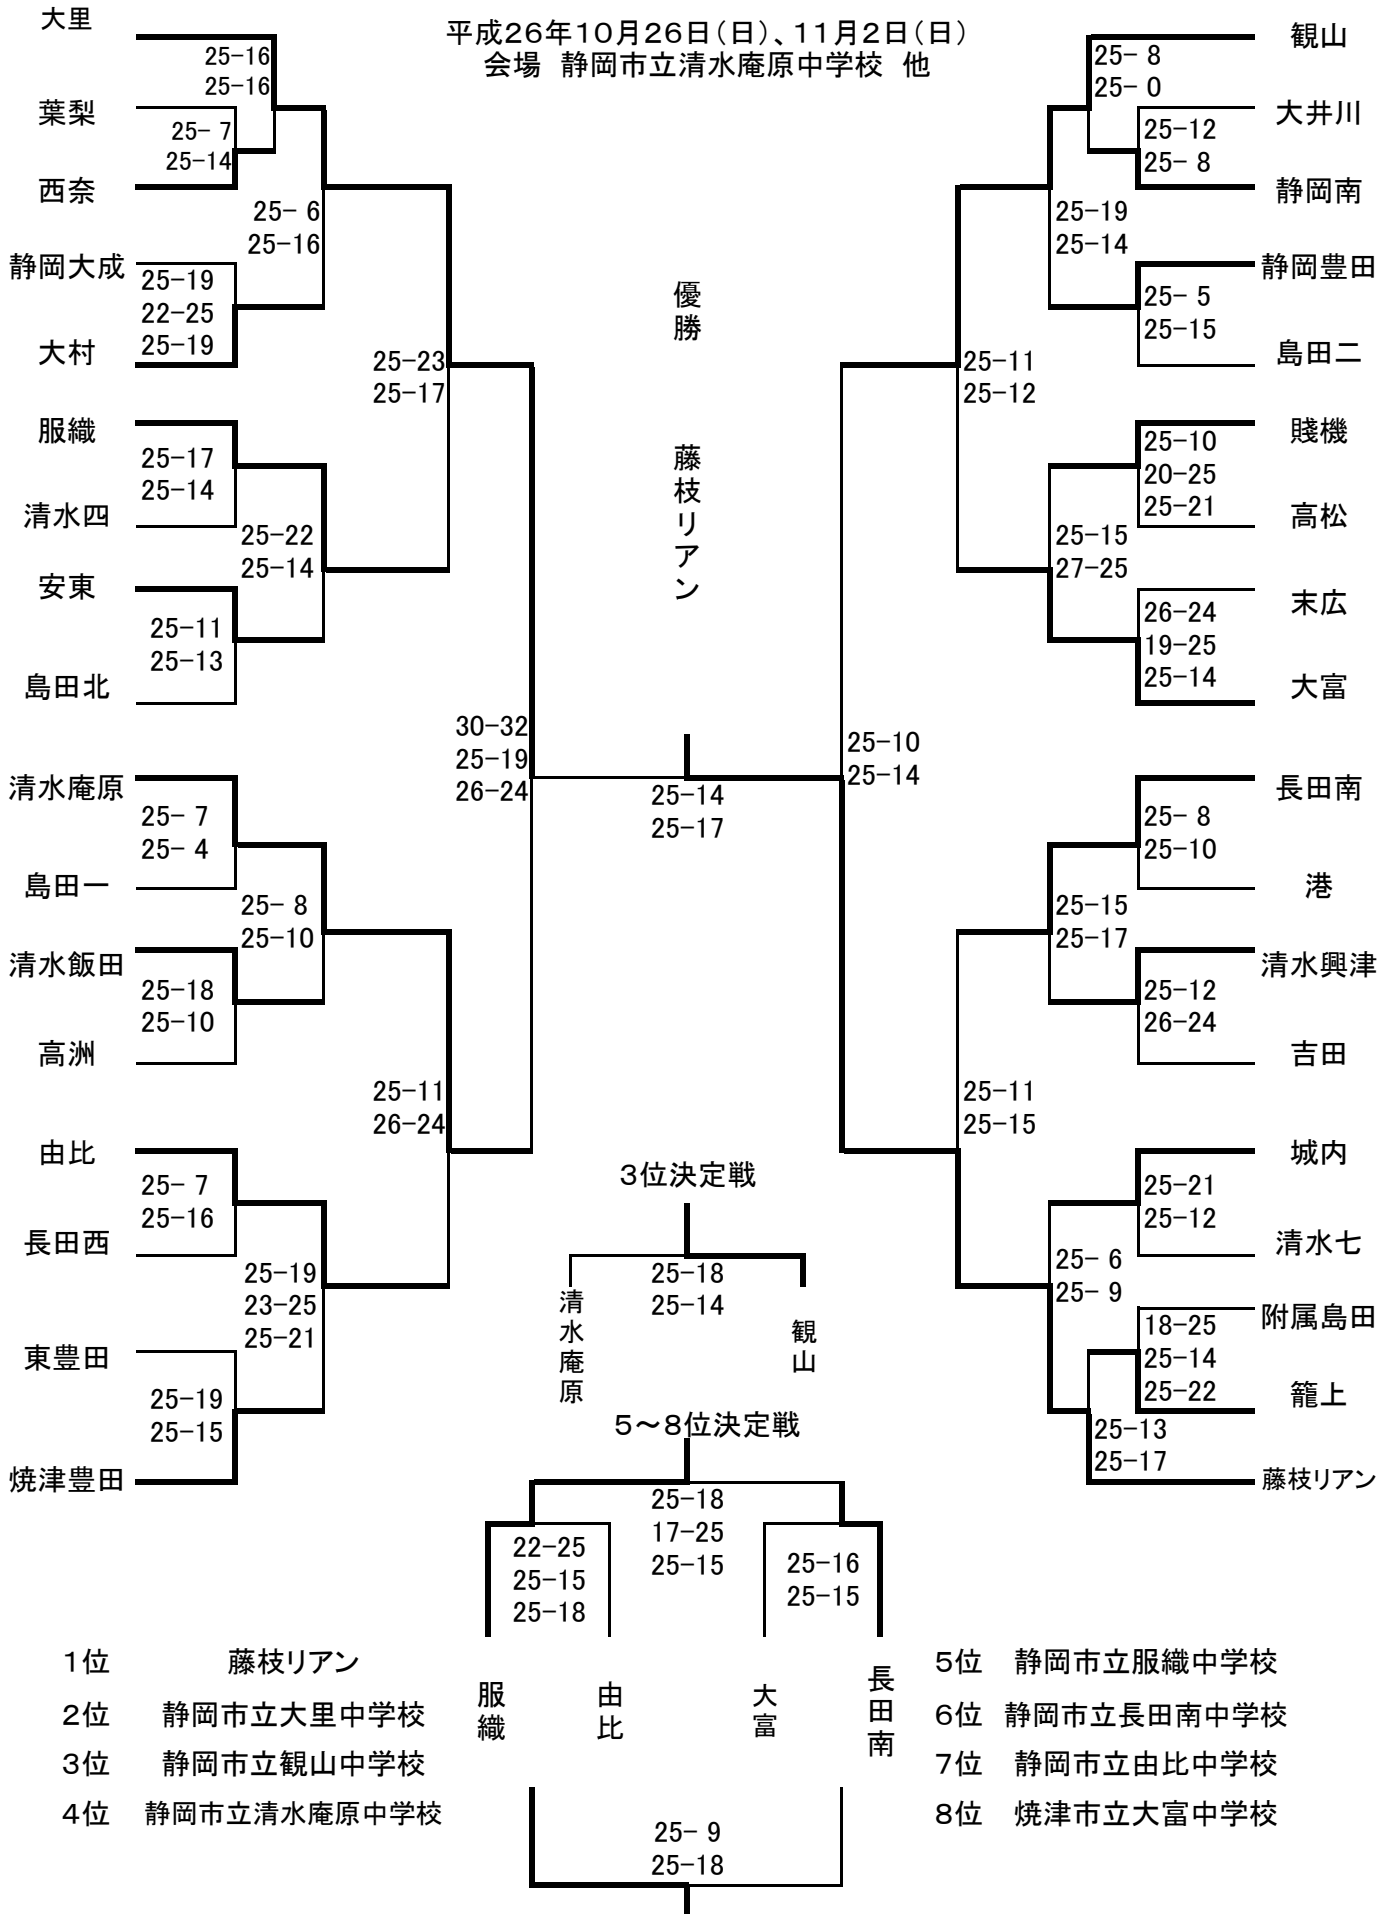 平成26年10月26日(日)、11月2日(日)
会場　静岡市立清水庵原中学校　他
大里
25-16
25-16
葉梨
25- 7
25-14
西奈
25- 6
25-16
静岡大成
25-19
22-25
25-19
大村
25-23
25-17
服織
25-17
25-14
清水四
25-22
25-14
安東
25-11
25-13
島田北
30-32
25-19
26-24
清水庵原
25- 7
25- 4
島田一
25- 8
25-10
清水飯田
25-18
25-10
高洲
25-11
26-24
由比
25- 7
25-16
長田西
25-19
23-25
25-21
東豊田
25-19
25-15
焼津豊田
優勝
藤枝リアン
25-14
25-17
観山
25- 8
25- 0
大井川
25-12
25- 8
静岡南
25-19
25-14
静岡豊田
25- 5
25-15
島田二
25-11
25-12
賤機
25-10
20-25
25-21
高松
25-15
27-25
末広
26-24
19-25
25-14
大富
25-10
25-14
長田南
25- 8
25-10
港
25-15
25-17
清水興津
25-12
26-24
吉田
25-11
25-15
城内
25-21
25-12
清水七
25- 6
25- 9
附属島田
18-25
25-14
25-22
籠上
25-13
25-17
藤枝リアン
3位決定戦
25-18
25-14
清水庵原
観山
5～8位決定戦
25-18
17-25
25-15
22-25
25-15
25-18
25-16
25-15
服織
由比
大富
長田南
25- 9
25-18
1位　藤枝リアン
2位　静岡市立大里中学校
3位　静岡市立観山中学校
4位　静岡市立清水庵原中学校
5位　静岡市立服織中学校
6位　静岡市立長田南中学校
7位　静岡市立由比中学校
8位　焼津市立大富中学校